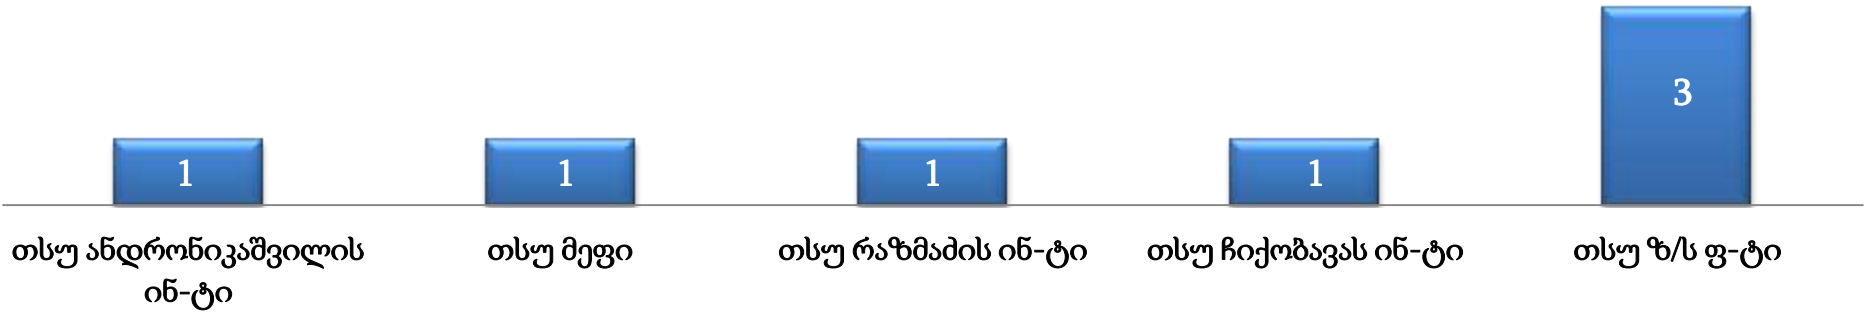 3
1
1
1
1
თსუ ანდრონიკაშვილის
ინ-ტი
თსუ მეფი
თსუ რაზმაძის ინ-ტი
თსუ ჩიქობავას ინ-ტი
თსუ ზ/ს ფ-ტი